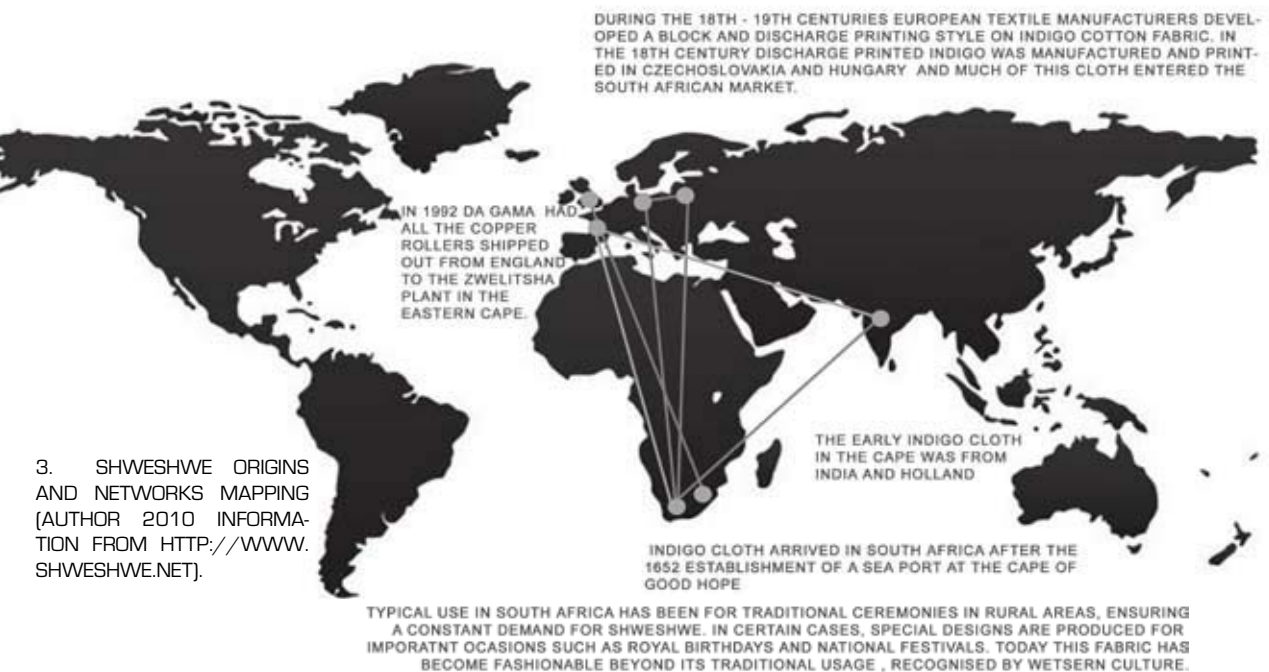 DURING THE 18TH - 19TH CENTURIES EUROPEAN TEXTILE MANUFACTURERS DEVEL-
OPED A BLOCK AND DISCHARGE PRINTING STYLE ON INDIGO COTTON FABRIC. IN
THE 18TH CENTURY DISCHARGE PRINTED INDIGO WAS MANUFACTURED AND PRINT-
ED IN CZECHOSLOVAKIA AND HUNGARY AND MUCH OF THIS CLOTH ENTERED THE
SOUTH AFRICAN MARKET.
IN 1992 DA GAMA HAD
ALL THE COPPER
ROLLERS SHIPPED
OUT FROM ENGLAND
TO THE ZWELITSHA
PLANT IN THE
EASTERN CAPE.
THE EARLY INDIGO CLOTH
IN THE CAPE WAS FROM
INDIA AND HOLLAND
3. SHWESHWE ORIGINS
AND NETWORKS MAPPING
(AUTHOR 2010 INFORMA-
TION FROM HTTP://WWW.
SHWESHWE.NET).
INDIGO CLOTH ARRIVED IN SOUTH AFRICA AFTER THE
1652 ESTABLISHMENT OF A SEA PORT AT THE CAPE OF
GOOD HOPE
TYPICAL USE IN SOUTH AFRICA HAS BEEN FOR TRADITIONAL CEREMONIES IN RURAL AREAS, ENSURING
A CONSTANT DEMAND FOR SHWESHWE. IN CERTAIN CASES, SPECIAL DESIGNS ARE PRODUCED FOR
IMPORATNT OCASIONS SUCH AS ROYAL BIRTHDAYS AND NATIONAL FESTIVALS. TODAY THIS FABRIC HAS
BECOME FASHIONABLE BEYOND ITS TRADITIONAL USAGE , RECOGNISED BY WETSERN CULTURE.